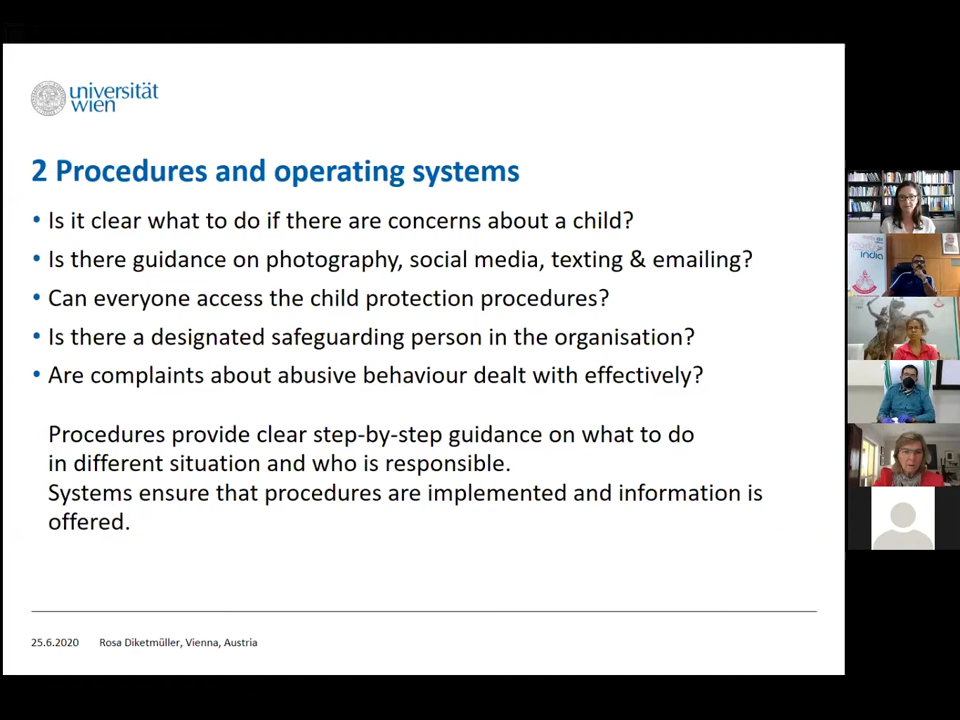 universität
wien
2 Procedures and operating systems
• Is it clear what to do if there are concerns about a child?
• Is there guidance on photography, social media, texting & emailing?
• Can everyone access the child protection procedures?
• Is there a designated safeguarding person in the organisation?
• Are complaints about abusive behaviour dealt with effectively?
Procedures provide clear step-by-step guidance on what to do
in different situation and who is responsible.
Systems ensure that procedures are implemented and information is
offered.
25.6.2020 Rosa Diketmüller, Vienna, Austria
india